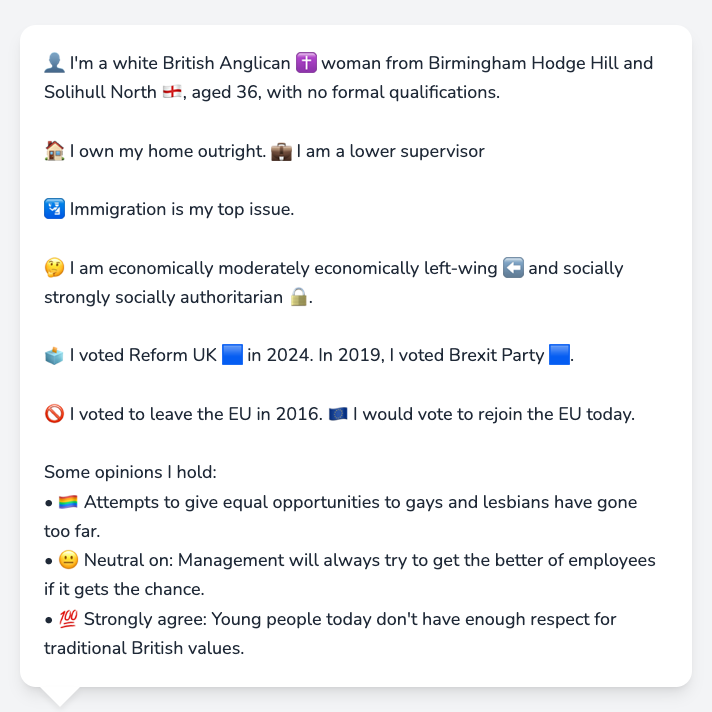 👤 I'm a white British Anglican ✝️ woman from Birmingham Hodge Hill and
Solihull North 🏴󠁧󠁢󠁥󠁮󠁧󠁿, aged 36, with no formal qualifications.
🏠 I own my home outright. 💼 I am a lower supervisor
🛂 Immigration is my top issue.
🤔 I am economically moderately economically left-wing ⬅️ and socially
strongly socially authoritarian 🔒.
🗳️ I voted Reform UK 🟦 in 2024. In 2019, I voted Brexit Party 🟦.
🚫 I voted to leave the EU in 2016. 🇪🇺 I would vote to rejoin the EU today.
Some opinions I hold:
• 🏳️‍🌈 Attempts to give equal opportunities to gays and lesbians have gone
too far.
• 😐 Neutral on: Management will always try to get the better of employees
if it gets the chance.
• 💯 Strongly agree: Young people today don't have enough respect for
traditional British values.